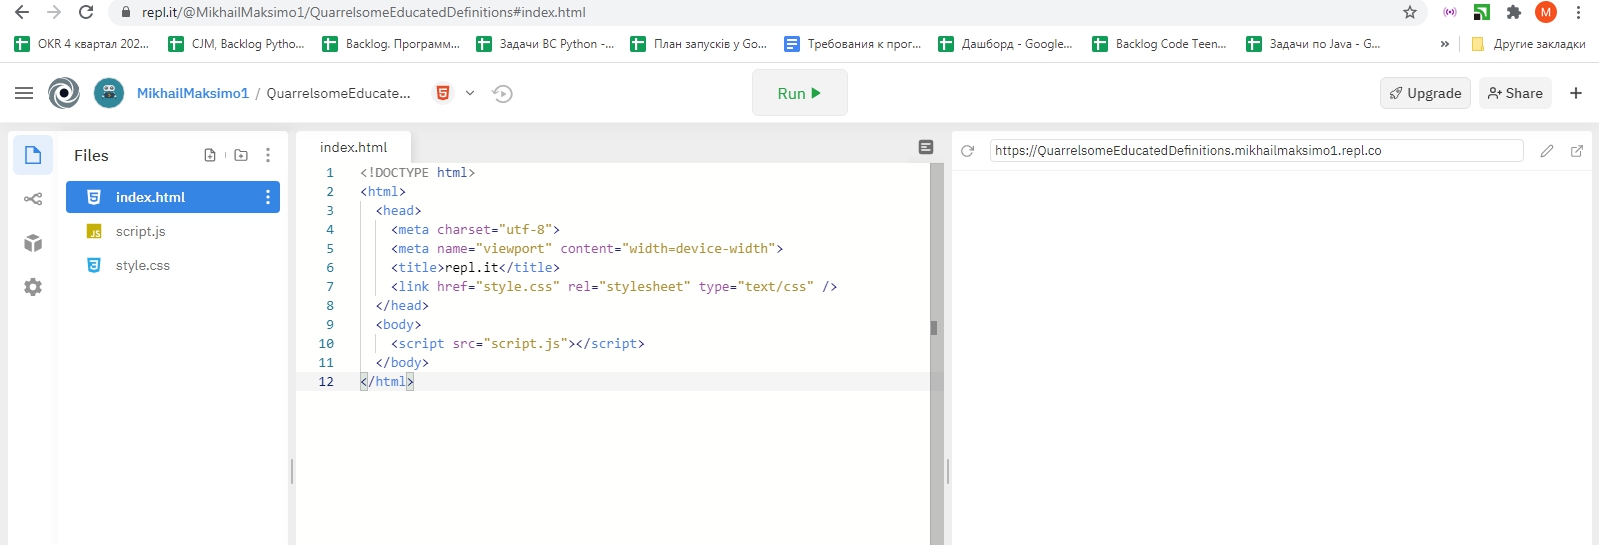 repl.it/@MikhailMaksimo1/QuarrelsomeEducatedDefinitions#index.html
M
OKR 4 квартал 202... CJM, Backlog Pytho... Backlog. Программ... Задачи BC Python -... План запусків у Go... Требования к прог... Дашборд - Google... Backlog Code Teen... Задачі по Java - G... » Другие закладки
MikhailMaksimo1 / QuarrelsomeEducate... Run Upgrade Share
Files
index.html
JS script.js
style.css
index.html
1 <!DOCTYPE html>
2 <html>
3 <head>
4 <meta charset="utf-8">
5 <meta name="viewport" content="width=device-width">
6 <title>repl.it</title>
7 <link href="style.css" rel="stylesheet" type="text/css" />
8 </head>
9 <body>
10 <script src="script.js"></script>
11 </body>
12 </html>
https://QuarrelsomeEducatedDefinitions.mikhailmaksimo1.repl.co